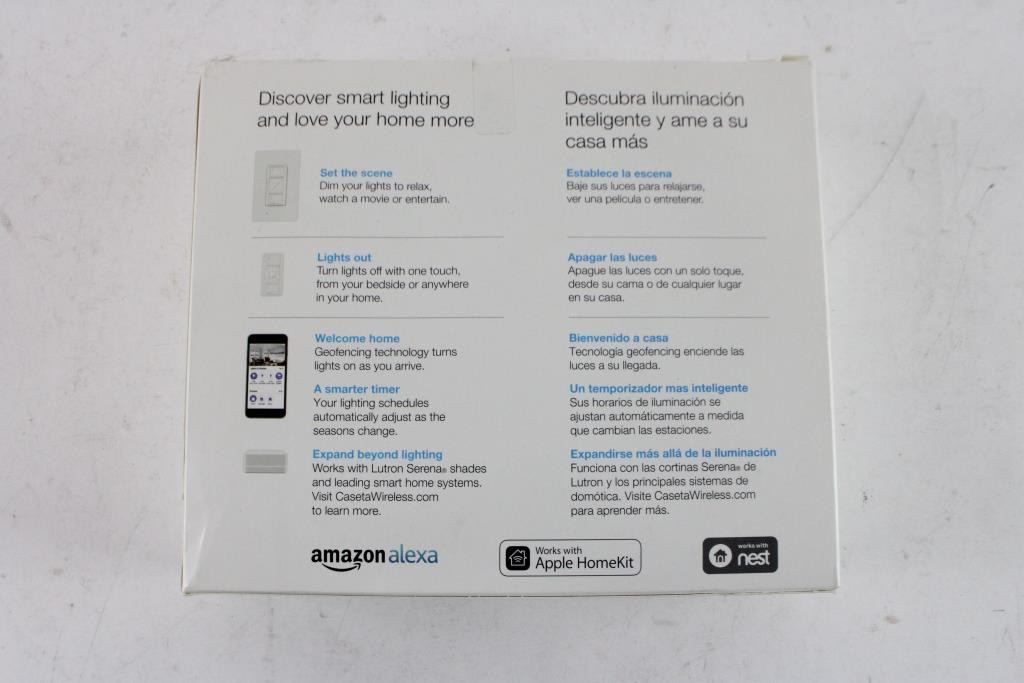 Discover smart lighting
and love your home more
Set the scene
Dim your lights to relax,
watch a movie or entertain.
Lights out
Turn lights off with one touch,
from your bedside or anywhere
in your home.
Welcome home
Geofencing technology turns
lights on as you arrive.
A smarter timer
Your lighting schedules
automatically adjust as the
seasons change.
Expand beyond lighting
Works with Lutron Serena® shades
and leading smart home systems.
Visit CasetaWireless.com
to learn more.
Descubra iluminación
inteligente y ame a su
casa más
Establece la escena
Baje sus luces para relajarse,
ver una película o entretener.
Apagar las luces
Apague las luces con un solo toque,
desde su cama o de cualquier lugar
en su casa.
Bienvenido a casa
Tecnología geofencing enciende las
luces a su llegada.
Un temporizador mas inteligente
Sus horarios de iluminación se
ajustan automáticamente a medida
que cambian las estaciones.
Expandirse más allá de la iluminación
Funciona con las cortinas Serena® de
Lutron y los principales sistemas de
domótica. Visite CasetaWireless.com
para aprender más.
amazon alexa
Works with
Apple HomeKit
works with
nest